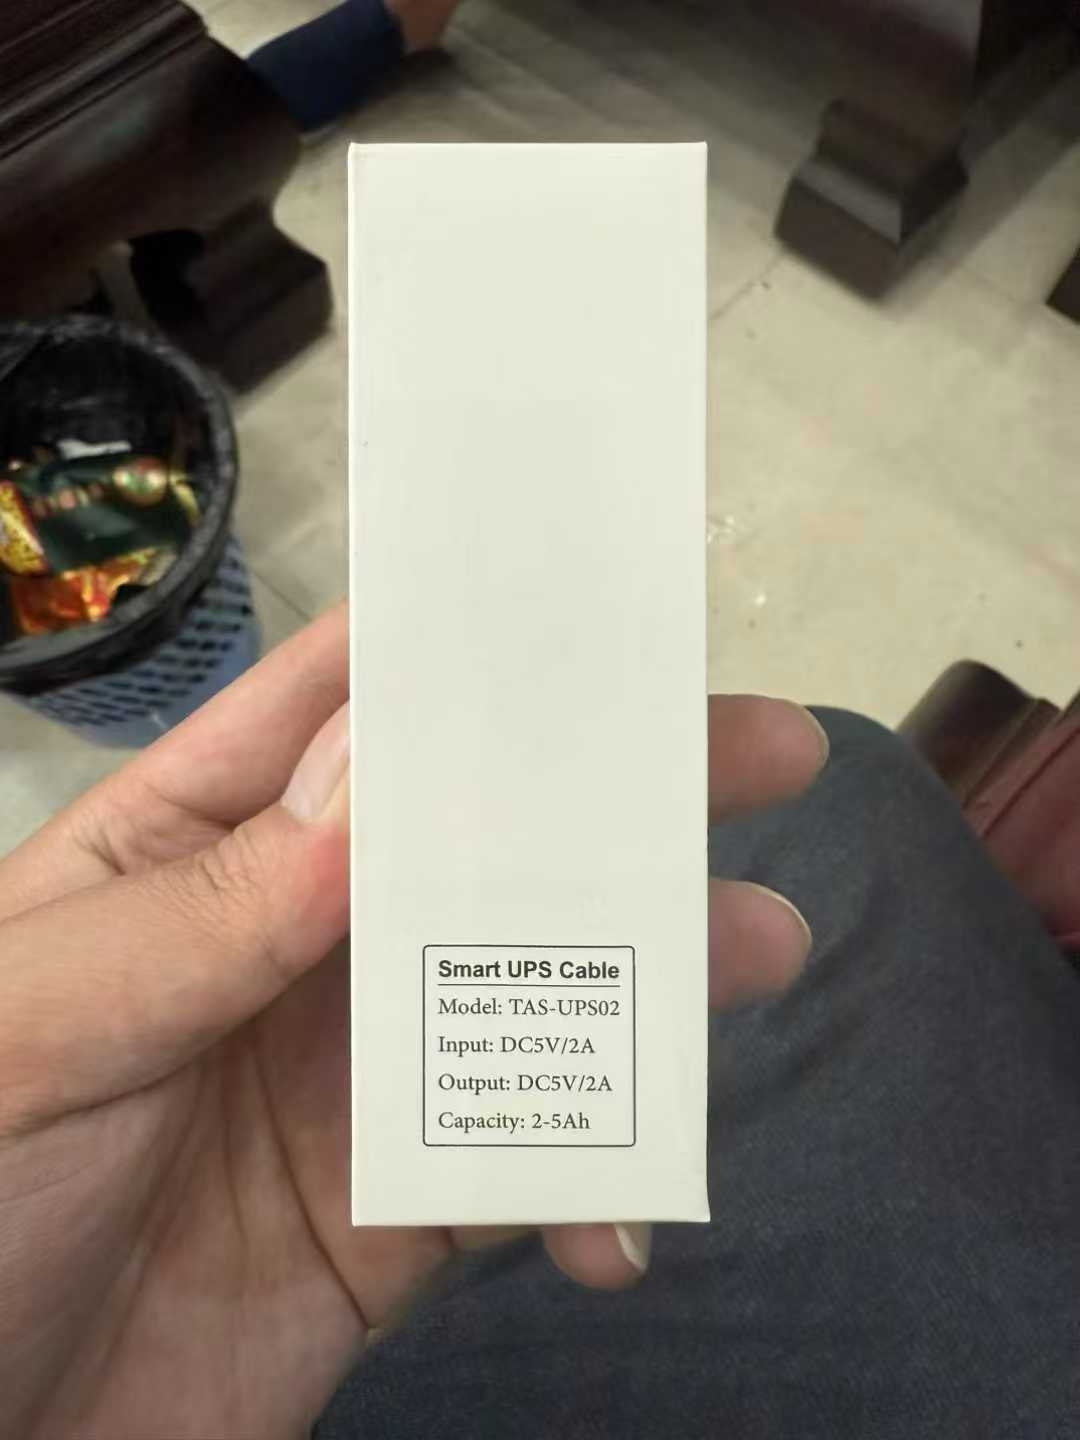 Smart UPS Cable
Model: TAS-UPS02
Input: DC5V/2A
Output: DC5V/2A
Capacity: 2-5Ah